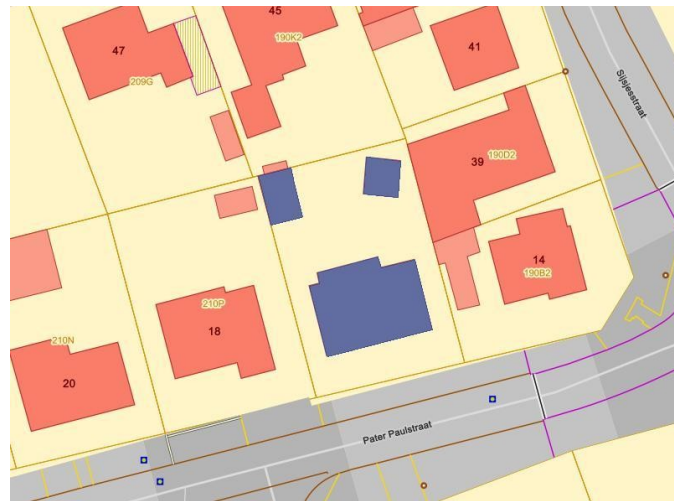 45
47
190K2
41
209G
Sijsjesstraat
39
190D2
14
190B2
210P
18
210N
20
Pater Paulstraat